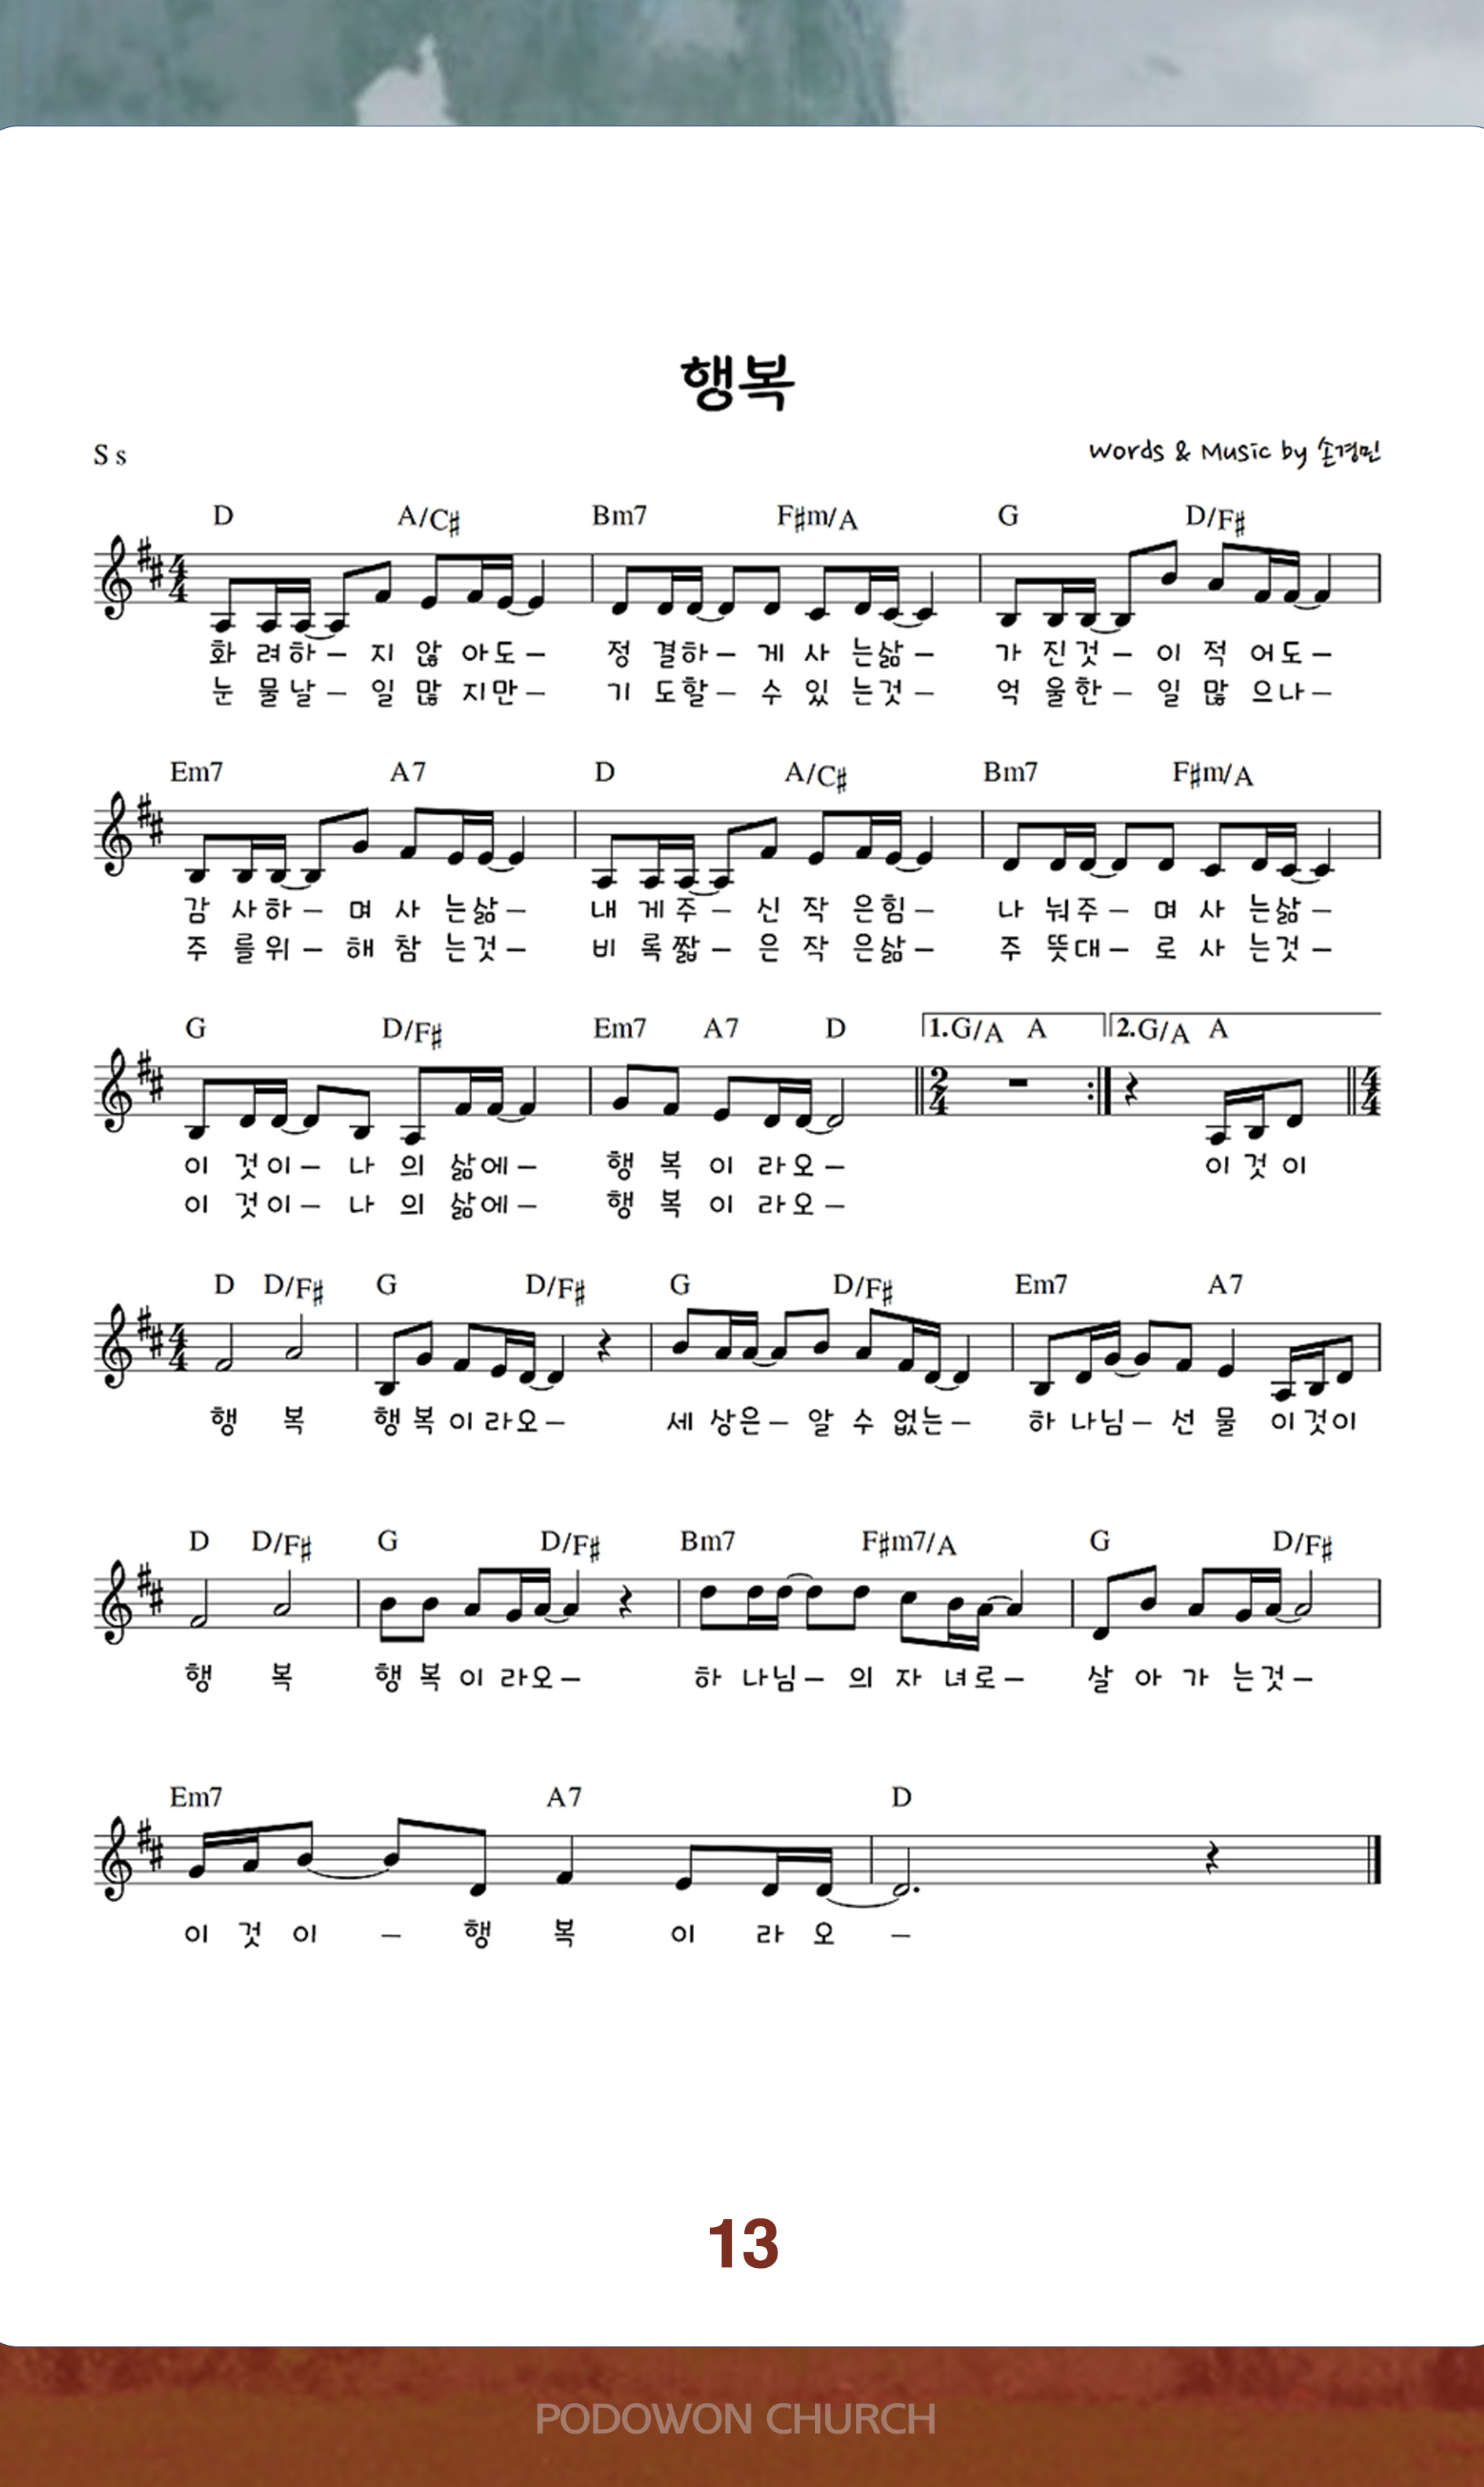 행복
S s
Words & Music by 손경민
D A/C# Bm7 F#m/A G D/F#
화 려하– 지 않 아도– 정 결하– 게 사 는삶– 가 진것– 이 적 어도–
눈 물날– 일 많 지만– 기 도할– 수 있 는것– 억 울한– 일 많 으나–
Em7 A7 D A/C# Bm7 F#m/A
감 사하– 며 사 는삶– 내 게주– 신 작 은힘– 나 눠주– 며 사 는삶–
주 를위– 해 참 는것– 비 록짧– 은 작 은삶– 주 뜻대– 로 사 는것–
G D/F# Em7 A7 D 1.G/A A 2.G/A A
이 것이– 나 의 삶에– 행 복 이 라오– 이 것 이
이 것이– 나 의 삶에– 행 복 이 라오–
D D/F# G D/F# G D/F# Em7 A7
행 복 행 복 이 라오– 세 상은– 알 수 없는– 하 나님– 선 물 이것이
D D/F# G D/F# Bm7 F#m7/A G D/F#
행 복 행 복 이 라오– 하 나님– 의 자 녀로– 살 아 가 는것–
Em7 A7 D
이 것 이 – 행 복 이 라 오 –
13
PODOWON CHURCH